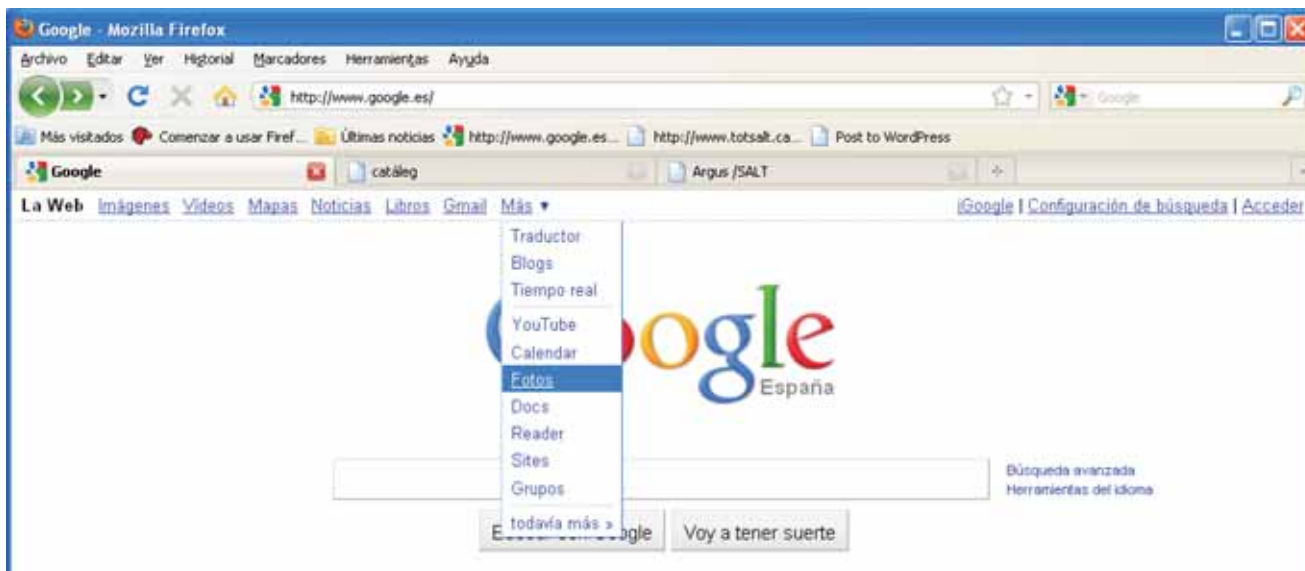 Google - Mozilla Firefox
Archivo Editar Ver Historial Marcadores Herramientas Ayuda
http://www.google.es/ Google
Más visitados Comenzar a usar Firef... Últimas noticias http://www.google.es... http://www.totsalt.ca... Post to WordPress
Google catàleg Argus /SALT
La Web Imágenes Vídeos Mapas Noticias Libros Gmail Más ▼ iGoogle | Configuración de búsqueda | Acceder
Traductor
Blogs
Tiempo real
YouTube
Calendar
Fotos
Docs
Reader
Sites
Grupos
todavía más »
Google
España
Búsqueda avanzada
Herramientas del idioma
Voy a tener suerte